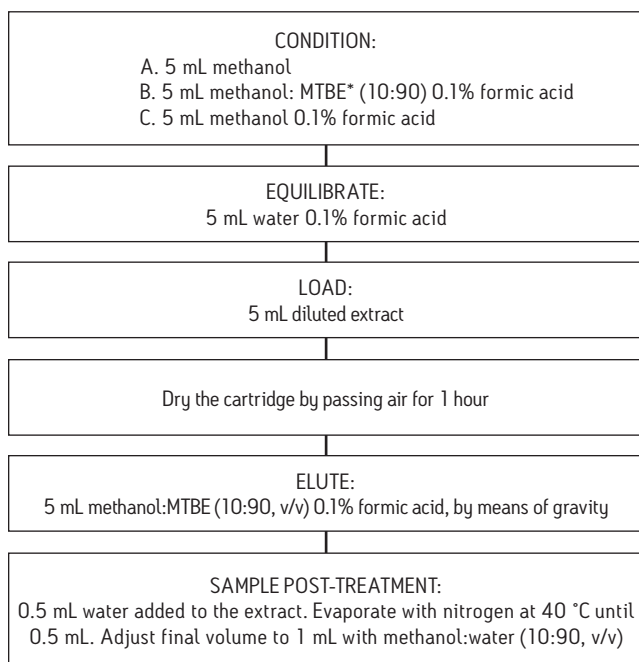 CONDITION:
A. 5 mL methanol
B. 5 mL methanol: MTBE* (10:90) 0.1% formic acid
C. 5 mL methanol 0.1% formic acid
EQUILIBRATE:
5 mL water 0.1% formic acid
LOAD:
5 mL diluted extract
Dry the cartridge by passing air for 1 hour
ELUTE:
5 mL methanol:MTBE (10:90, v/v) 0.1% formic acid, by means of gravity
SAMPLE POST-TREATMENT:
0.5 mL water added to the extract. Evaporate with nitrogen at 40 °C until
0.5 mL. Adjust final volume to 1 mL with methanol:water (10:90, v/v)